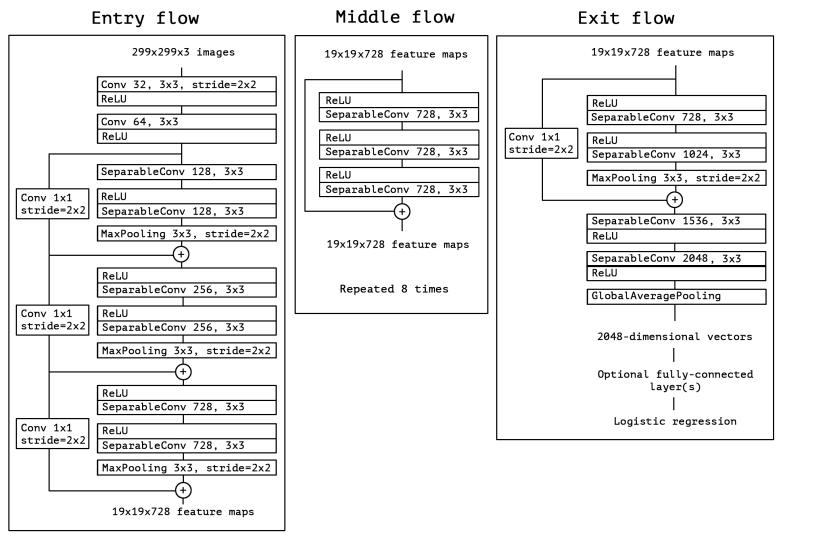 Entry flow
299x299x3 images
Conv 32, 3x3, stride=2x2
ReLU
Conv 64, 3x3
ReLU
SeparableConv 128, 3x3
Conv 1x1
stride=2x2
ReLU
SeparableConv 128, 3x3
MaxPooling 3x3, stride=2x2
+
ReLU
SeparableConv 256, 3x3
Conv 1x1
stride=2x2
ReLU
SeparableConv 256, 3x3
MaxPooling 3x3, stride=2x2
+
ReLU
SeparableConv 728, 3x3
Conv 1x1
stride=2x2
ReLU
SeparableConv 728, 3x3
MaxPooling 3x3, stride=2x2
+
19x19x728 feature maps
Middle flow
19x19x728 feature maps
ReLU
SeparableConv 728, 3x3
ReLU
SeparableConv 728, 3x3
ReLU
SeparableConv 728, 3x3
+
19x19x728 feature maps
Repeated 8 times
Exit flow
19x19x728 feature maps
ReLU
SeparableConv 728, 3x3
Conv 1x1
stride=2x2
ReLU
SeparableConv 1024, 3x3
MaxPooling 3x3, stride=2x2
+
SeparableConv 1536, 3x3
ReLU
SeparableConv 2048, 3x3
ReLU
GlobalAveragePooling
2048-dimensional vectors
Optional fully-connected
layer(s)
Logistic regression